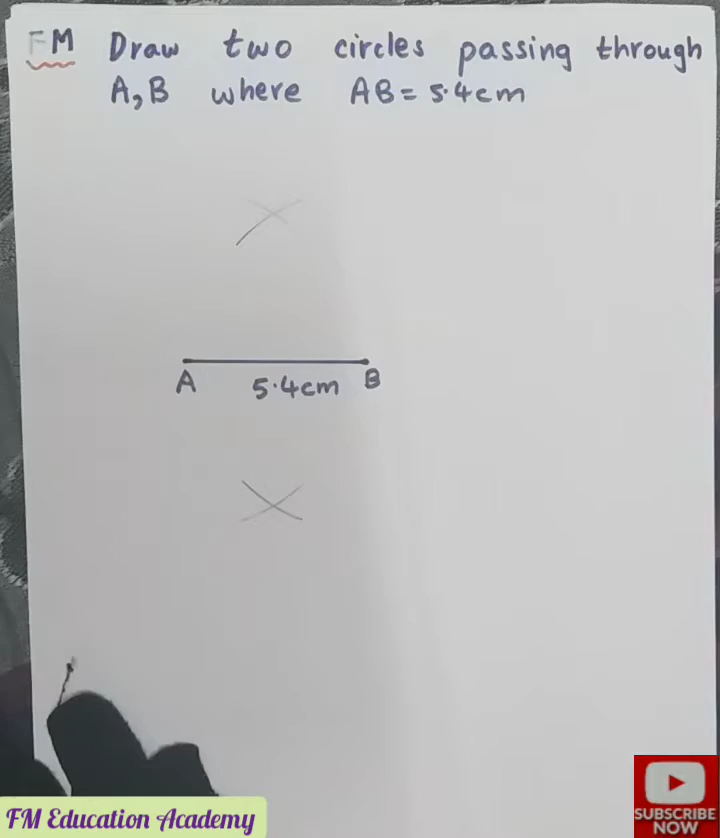 FM Draw two circles passing through
A, B where AB = 5.4cm
A 5.4cm B
FM Education Academy
SUBSCRIBE
NOW